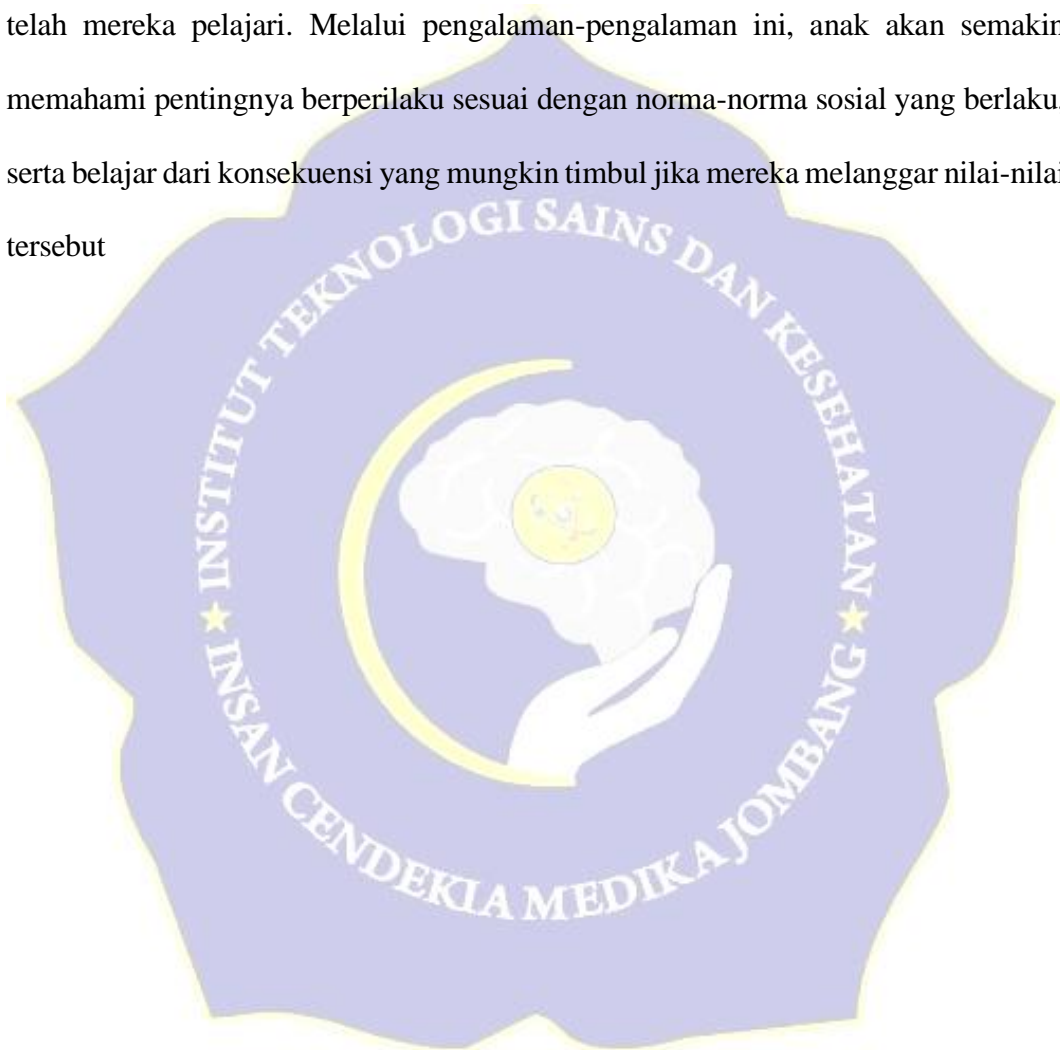 telah mereka pelajari. Melalui pengalaman-pengalaman ini, anak akan semakin
memahami pentingnya berperilaku sesuai dengan norma-norma sosial yang berlaku,
serta belajar dari konsekuensi yang mungkin timbul jika mereka melanggar nilai-nilai
tersebut
INSTITUT TEKNOLOGI SAINS DAN KESEHATAN
INSAN CENDEKIA MEDIKA JOMBANG